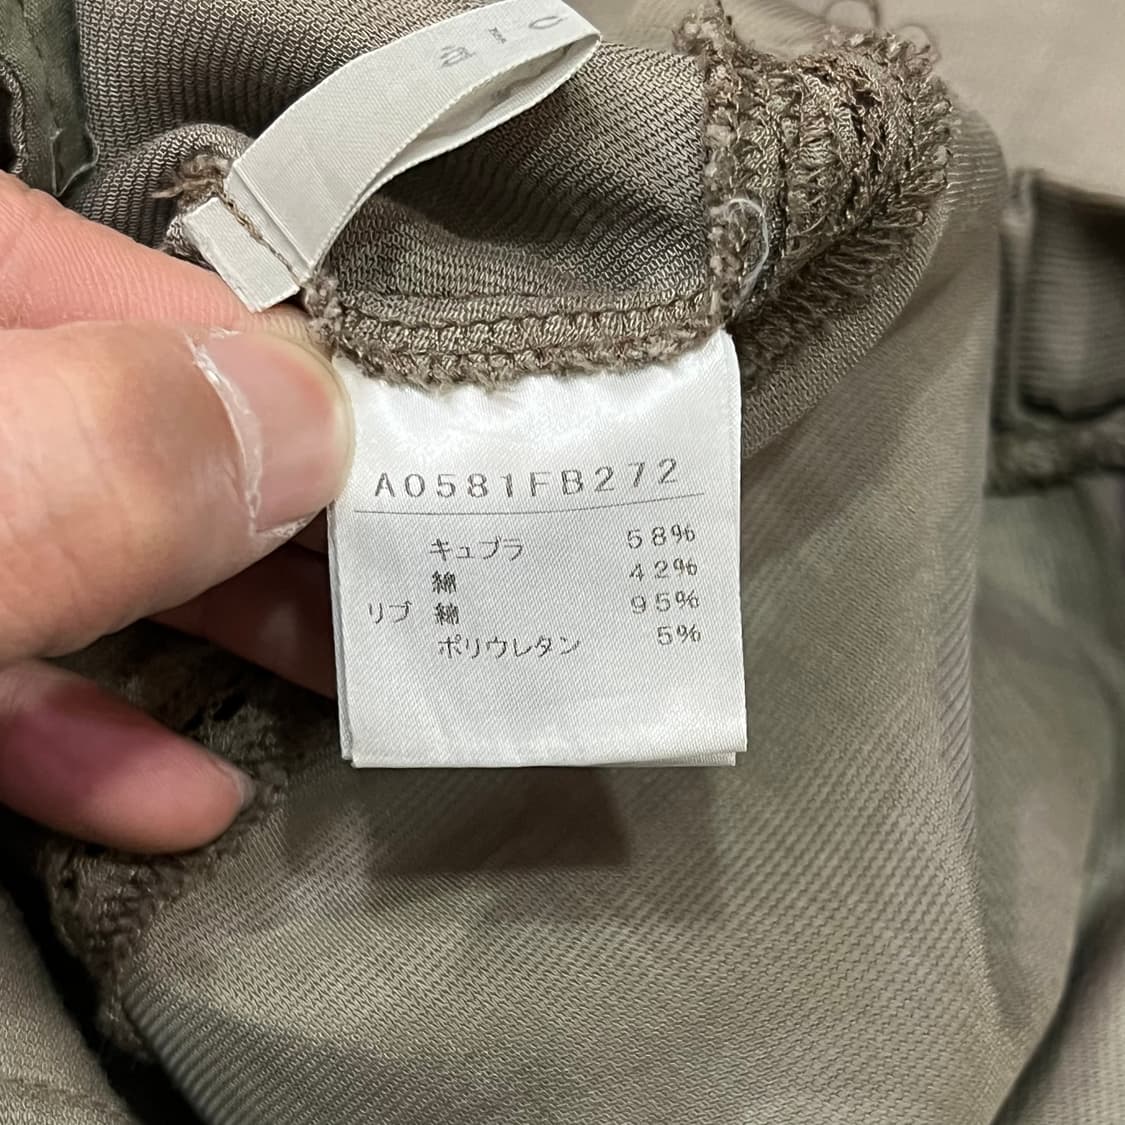 A0581FB272
キュプラ 58%
綿 42%
リブ 綿 95%
ポリウレタン 5%